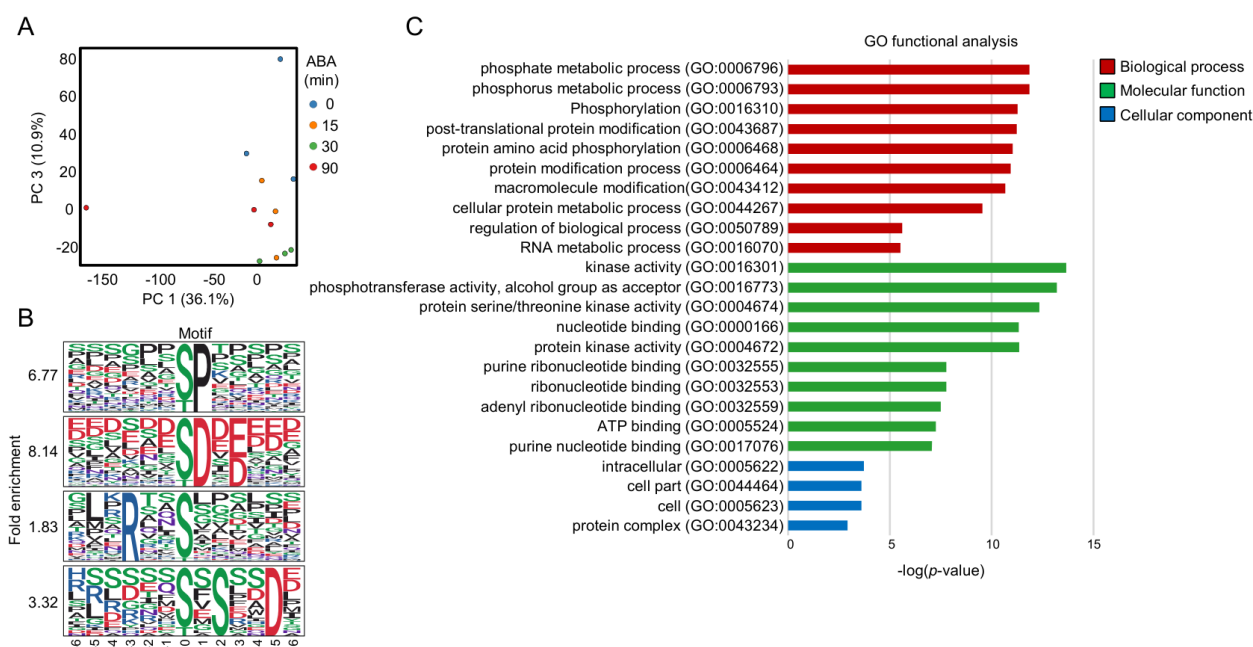 A
80
60
40
20
0
-20
PC 3 (10.9%)
-150 -100 -50 0
PC 1 (36.1%)
ABA
(min)
0
15
30
90
B
Motif
Fold enrichment
6.77
8.14
1.83
3.32
6 5 4 3 2 -1 0 1 2 3 4 5 6
C
GO functional analysis
phosphate metabolic process (GO:0006796)
phosphorus metabolic process (GO:0006793)
Phosphorylation (GO:0016310)
post-translational protein modification (GO:0043687)
protein amino acid phosphorylation (GO:0006468)
protein modification process (GO:0006464)
macromolecule modification(GO:0043412)
cellular protein metabolic process (GO:0044267)
regulation of biological process (GO:0050789)
RNA metabolic process (GO:0016070)
kinase activity (GO:0016301)
phosphotransferase activity, alcohol group as acceptor (GO:0016773)
protein serine/threonine kinase activity (GO:0004674)
nucleotide binding (GO:0000166)
protein kinase activity (GO:0004672)
purine ribonucleotide binding (GO:0032555)
ribonucleotide binding (GO:0032553)
adenyl ribonucleotide binding (GO:0032559)
ATP binding (GO:0005524)
purine nucleotide binding (GO:0017076)
intracellular (GO:0005622)
cell part (GO:0044464)
cell (GO:0005623)
protein complex (GO:0043234)
0 5 10 15
-log(p-value)
Biological process
Molecular function
Cellular component